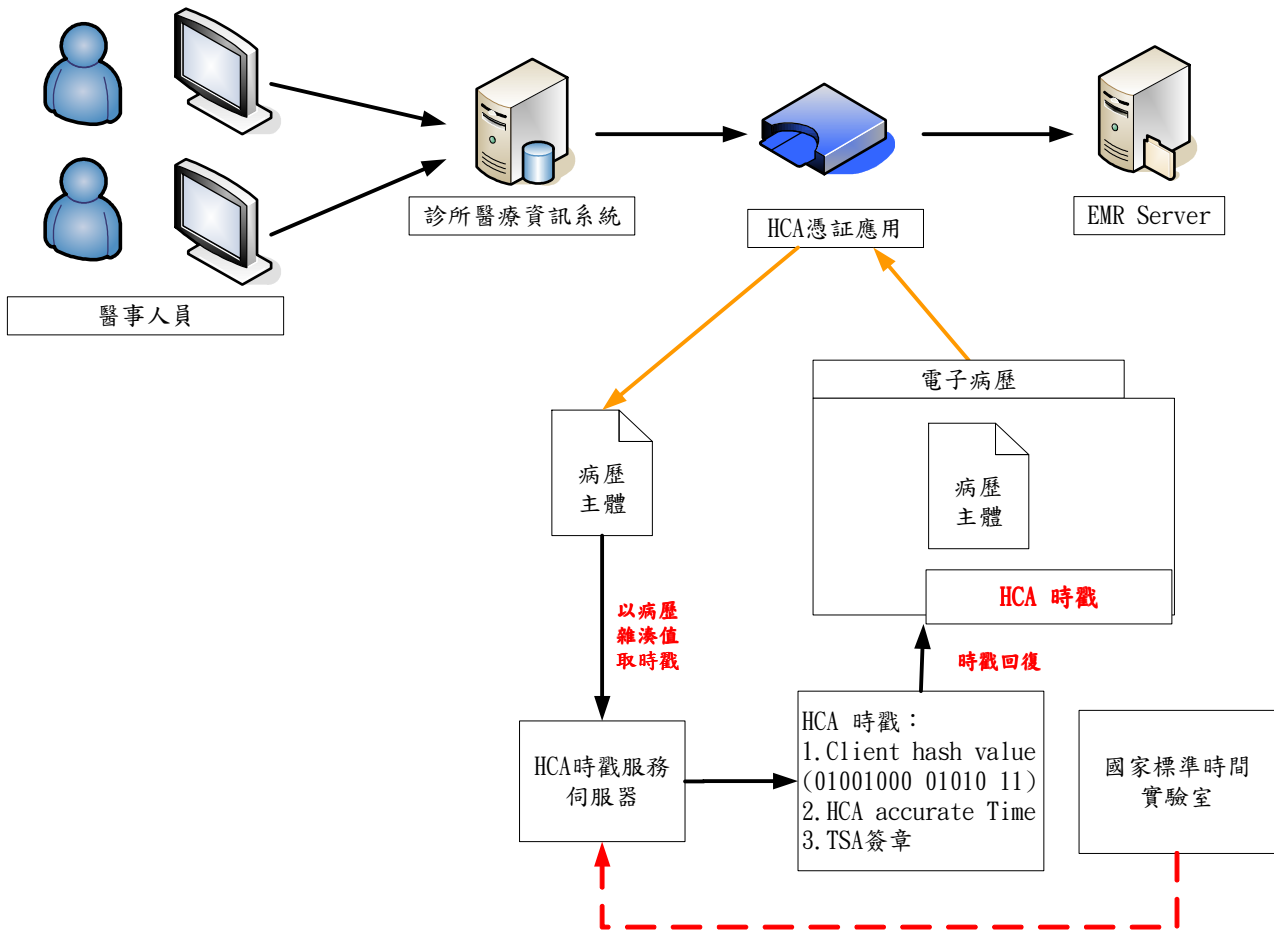 診所醫療資訊系統
HCA憑証應用
EMR Server
醫事人員
電子病歷
病歷
主體
病歷
主體
HCA 時戳
以病歷
雜湊值
取時戳
時戳回復
HCA時戳服務
伺服器
HCA 時戳：
1.Client hash value
(01001000 01010 11)
2.HCA accurate Time
3.TSA簽章
國家標準時間
實驗室